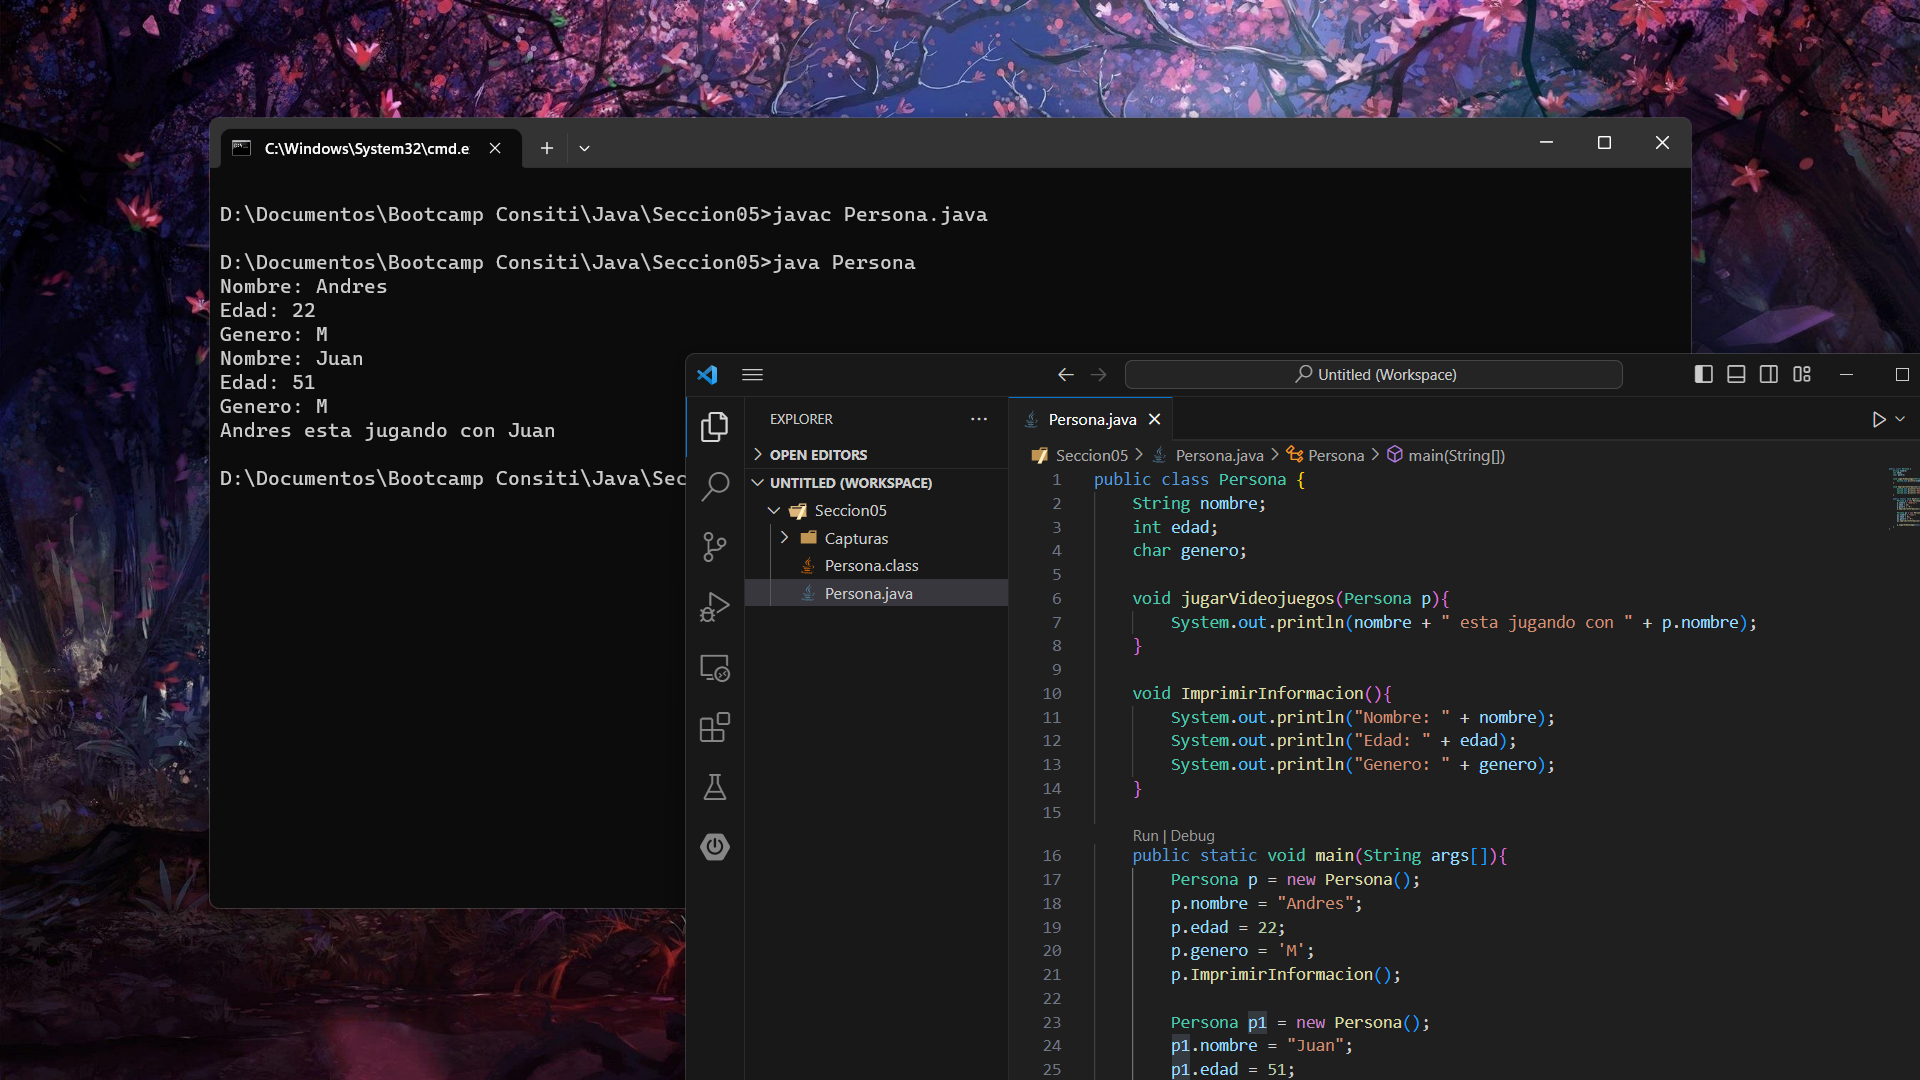 C:\Windows\System32\cmd.e
D:\Documentos\Bootcamp Consiti\Java\Seccion05>javac Persona.java
D:\Documentos\Bootcamp Consiti\Java\Seccion05>java Persona
Nombre: Andres
Edad: 22
Genero: M
Nombre: Juan
Edad: 51
Genero: M
Andres esta jugando con Juan
D:\Documentos\Bootcamp Consiti\Java\Sec
Untitled (Workspace)
EXPLORER
OPEN EDITORS
UNTITLED (WORKSPACE)
Seccion05
Capturas
Persona.class
Persona.java
Persona.java
Seccion05 > Persona.java > Persona > main(String[])
1 public class Persona {
2 String nombre;
3 int edad;
4 char genero;
5
6 void jugarVideojuegos(Persona p){
7 System.out.println(nombre + " esta jugando con " + p.nombre);
8 }
9
10 void ImprimirInformacion(){
11 System.out.println("Nombre: " + nombre);
12 System.out.println("Edad: " + edad);
13 System.out.println("Genero: " + genero);
14 }
15
Run | Debug
16 public static void main(String args[]){
17 Persona p = new Persona();
18 p.nombre = "Andres";
19 p.edad = 22;
20 p.genero = 'M';
21 p.ImprimirInformacion();
22
23 Persona p1 = new Persona();
24 p1.nombre = "Juan";
25 p1.edad = 51;